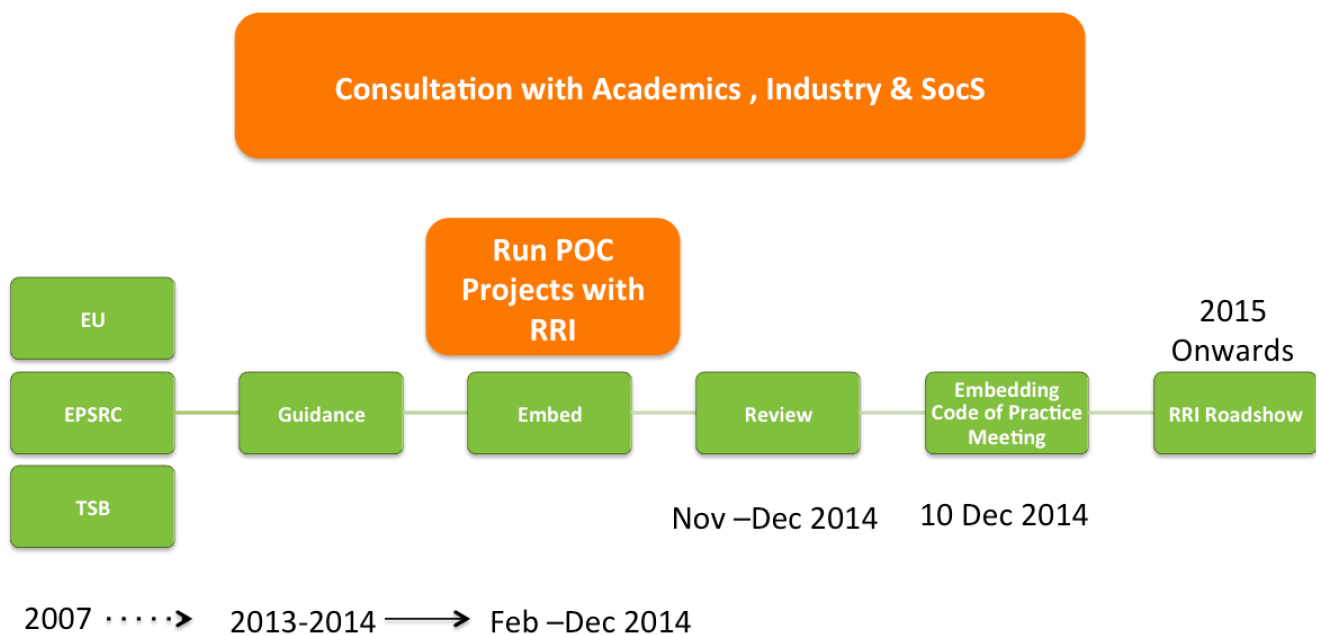 Consultation with Academics , Industry & SocS
Run POC
Projects with
RRI
EU
EPSRC
TSB
Guidance
Embed
Review
Embedding
Code of Practice
Meeting
2015
Onwards
RRI Roadshow
Nov –Dec 2014
10 Dec 2014
2007
2013-2014
Feb –Dec 2014